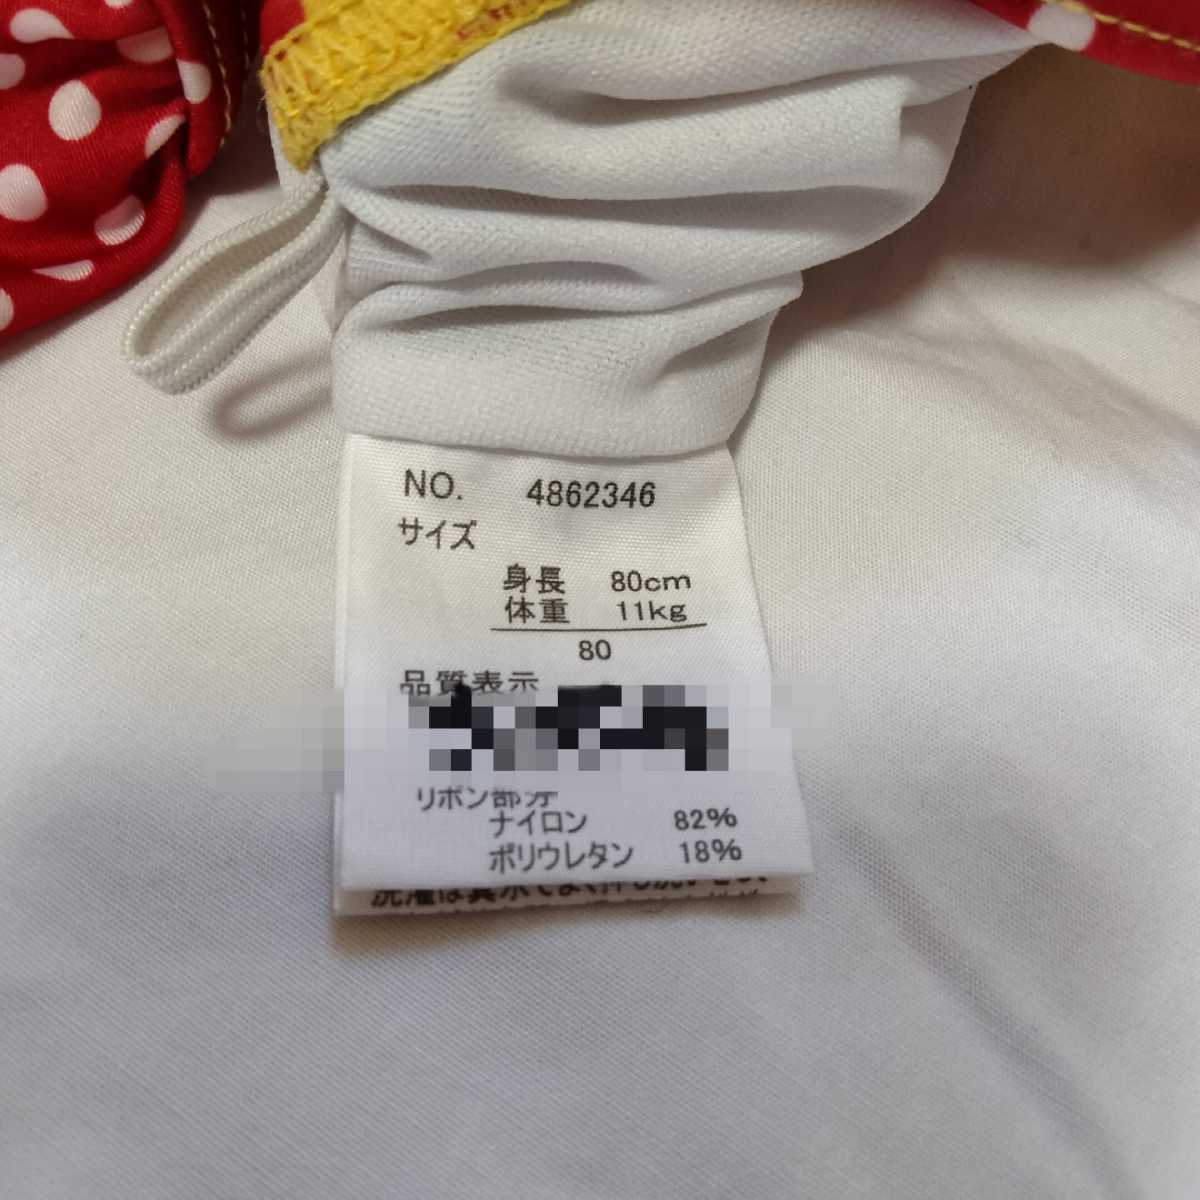 NO. 4862346
サイズ
身長 80cm
体重 11kg
80
品質表示
リボン部分
ナイロン 82%
ポリウレタン 18%